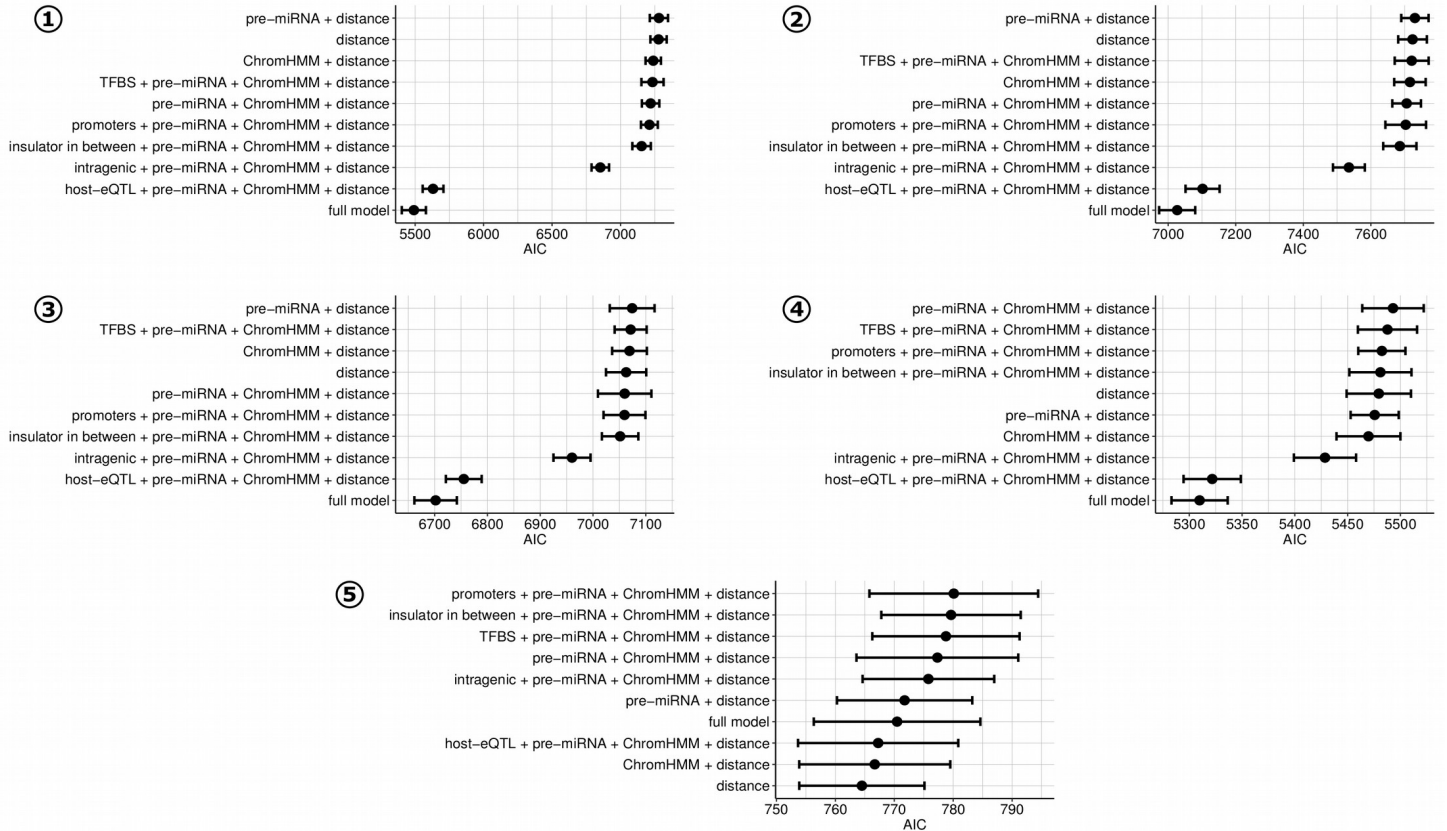 ①
pre−miRNA + distance
distance
ChromHMM + distance
TFBS + pre−miRNA + ChromHMM + distance
pre−miRNA + ChromHMM + distance
promoters + pre−miRNA + ChromHMM + distance
insulator in between + pre−miRNA + ChromHMM + distance
intragenic + pre−miRNA + ChromHMM + distance
host−eQTL + pre−miRNA + ChromHMM + distance
full model
5500 6000 6500 7000
AIC
②
pre−miRNA + distance
distance
TFBS + pre−miRNA + ChromHMM + distance
ChromHMM + distance
pre−miRNA + ChromHMM + distance
promoters + pre−miRNA + ChromHMM + distance
insulator in between + pre−miRNA + ChromHMM + distance
intragenic + pre−miRNA + ChromHMM + distance
host−eQTL + pre−miRNA + ChromHMM + distance
full model
7000 7200 7400 7600
AIC
③
pre−miRNA + distance
TFBS + pre−miRNA + ChromHMM + distance
ChromHMM + distance
distance
pre−miRNA + ChromHMM + distance
promoters + pre−miRNA + ChromHMM + distance
insulator in between + pre−miRNA + ChromHMM + distance
intragenic + pre−miRNA + ChromHMM + distance
host−eQTL + pre−miRNA + ChromHMM + distance
full model
6700 6800 6900 7000 7100
AIC
④
pre−miRNA + ChromHMM + distance
TFBS + pre−miRNA + ChromHMM + distance
promoters + pre−miRNA + ChromHMM + distance
insulator in between + pre−miRNA + ChromHMM + distance
distance
pre−miRNA + distance
ChromHMM + distance
intragenic + pre−miRNA + ChromHMM + distance
host−eQTL + pre−miRNA + ChromHMM + distance
full model
5300 5350 5400 5450 5500
AIC
⑤
promoters + pre−miRNA + ChromHMM + distance
insulator in between + pre−miRNA + ChromHMM + distance
TFBS + pre−miRNA + ChromHMM + distance
pre−miRNA + ChromHMM + distance
intragenic + pre−miRNA + ChromHMM + distance
pre−miRNA + distance
full model
host−eQTL + pre−miRNA + ChromHMM + distance
ChromHMM + distance
distance
750 760 770 780 790
AIC